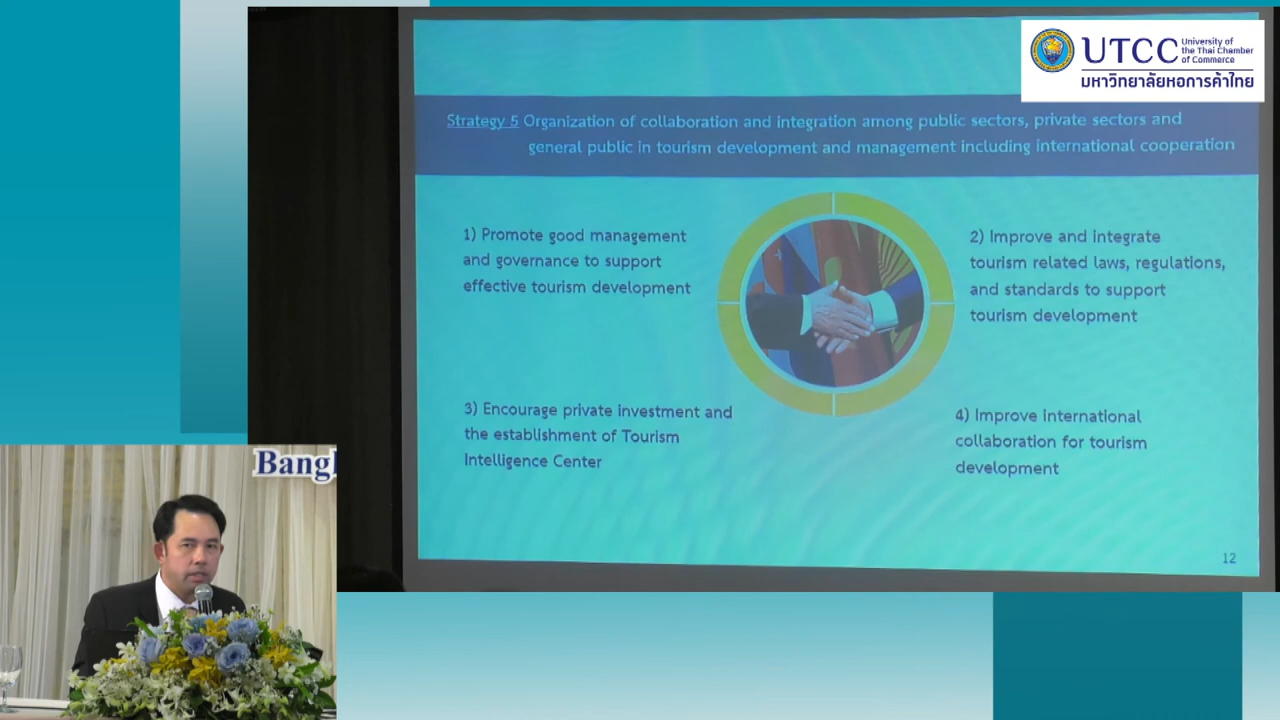 UTCC
University of
the Thai Chamber
of Commerce
มหาวิทยาลัยหอการค้าไทย
Strategy 5 Organization of collaboration and integration among public sectors, private sectors and
general public in tourism development and management including international cooperation
1) Promote good management
and governance to support
effective tourism development
2) Improve and integrate
tourism related laws, regulations,
and standards to support
tourism development
3) Encourage private investment and
the establishment of Tourism
Intelligence Center
4) Improve international
collaboration for tourism
development
12
Bang